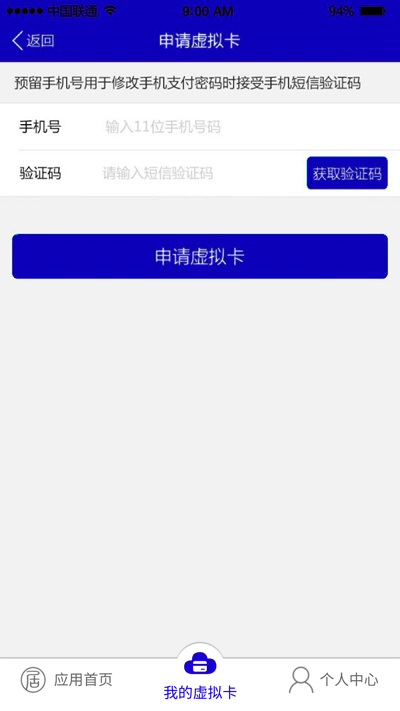 中国联通 9:00 AM 94%
返回 申请虚拟卡
预留手机号用于修改手机支付密码时接受手机短信验证码
手机号 输入11位手机号码
验证码 请输入短信验证码 获取验证码
申请虚拟卡
居 应用首页 我的虚拟卡 个人中心